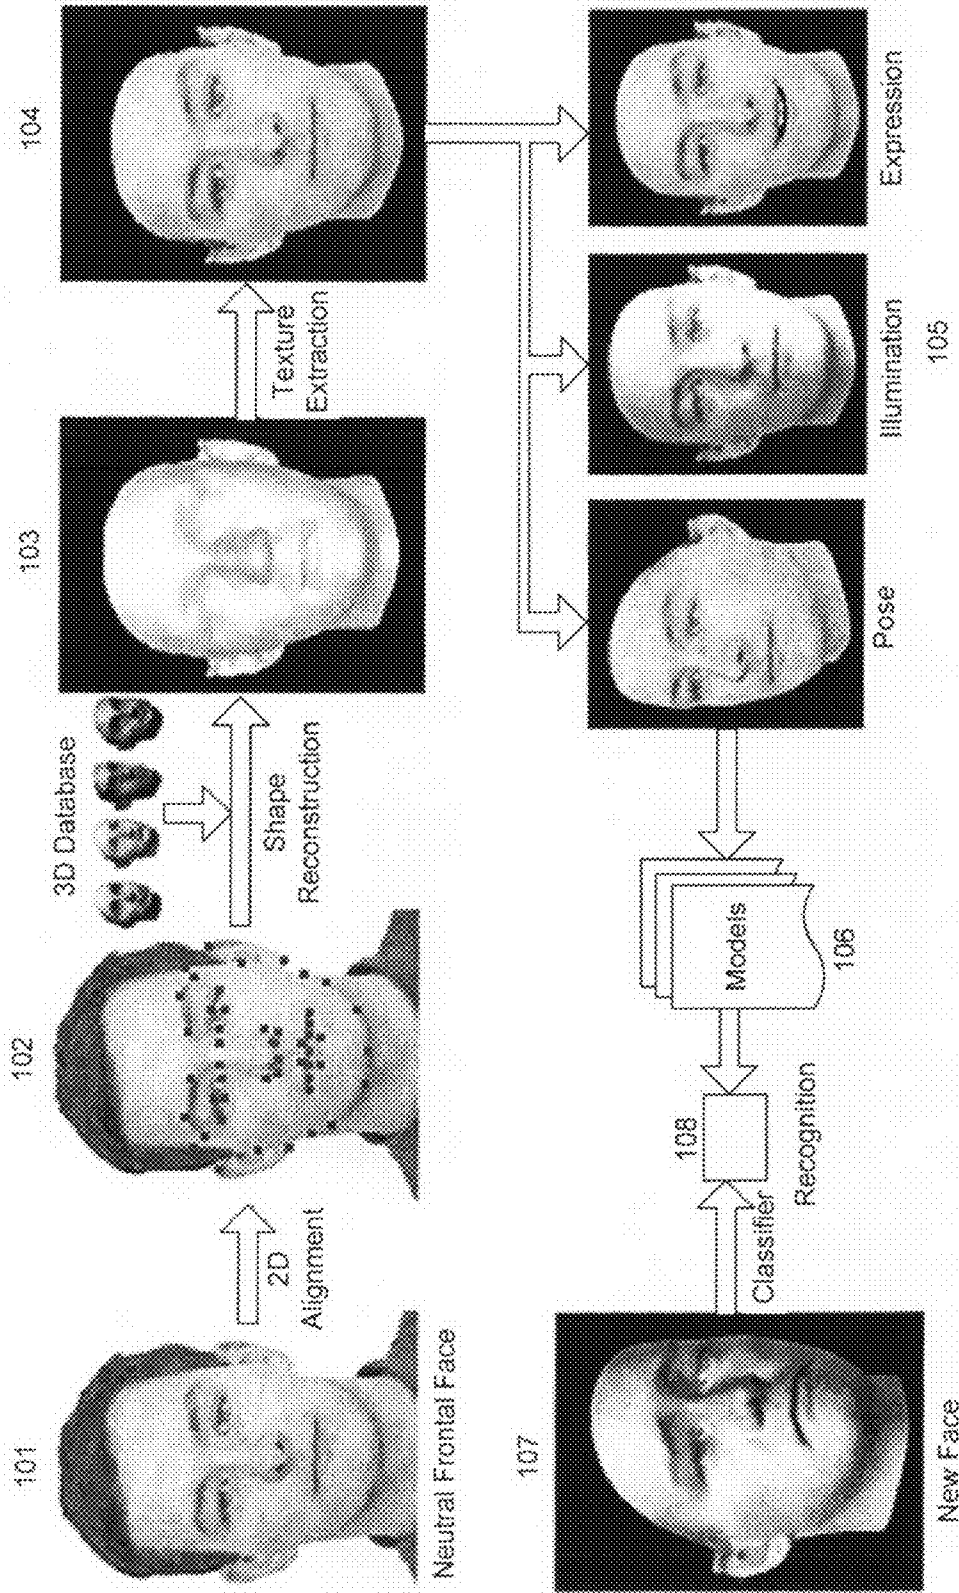 101
Neutral Frontal Face
2D
Alignment
102
3D Database
Shape
Reconstruction
103
Texture
Extraction
104
107
New Face
Classifier
108
Recognition
Models
106
Pose
Illumination
105
Expression